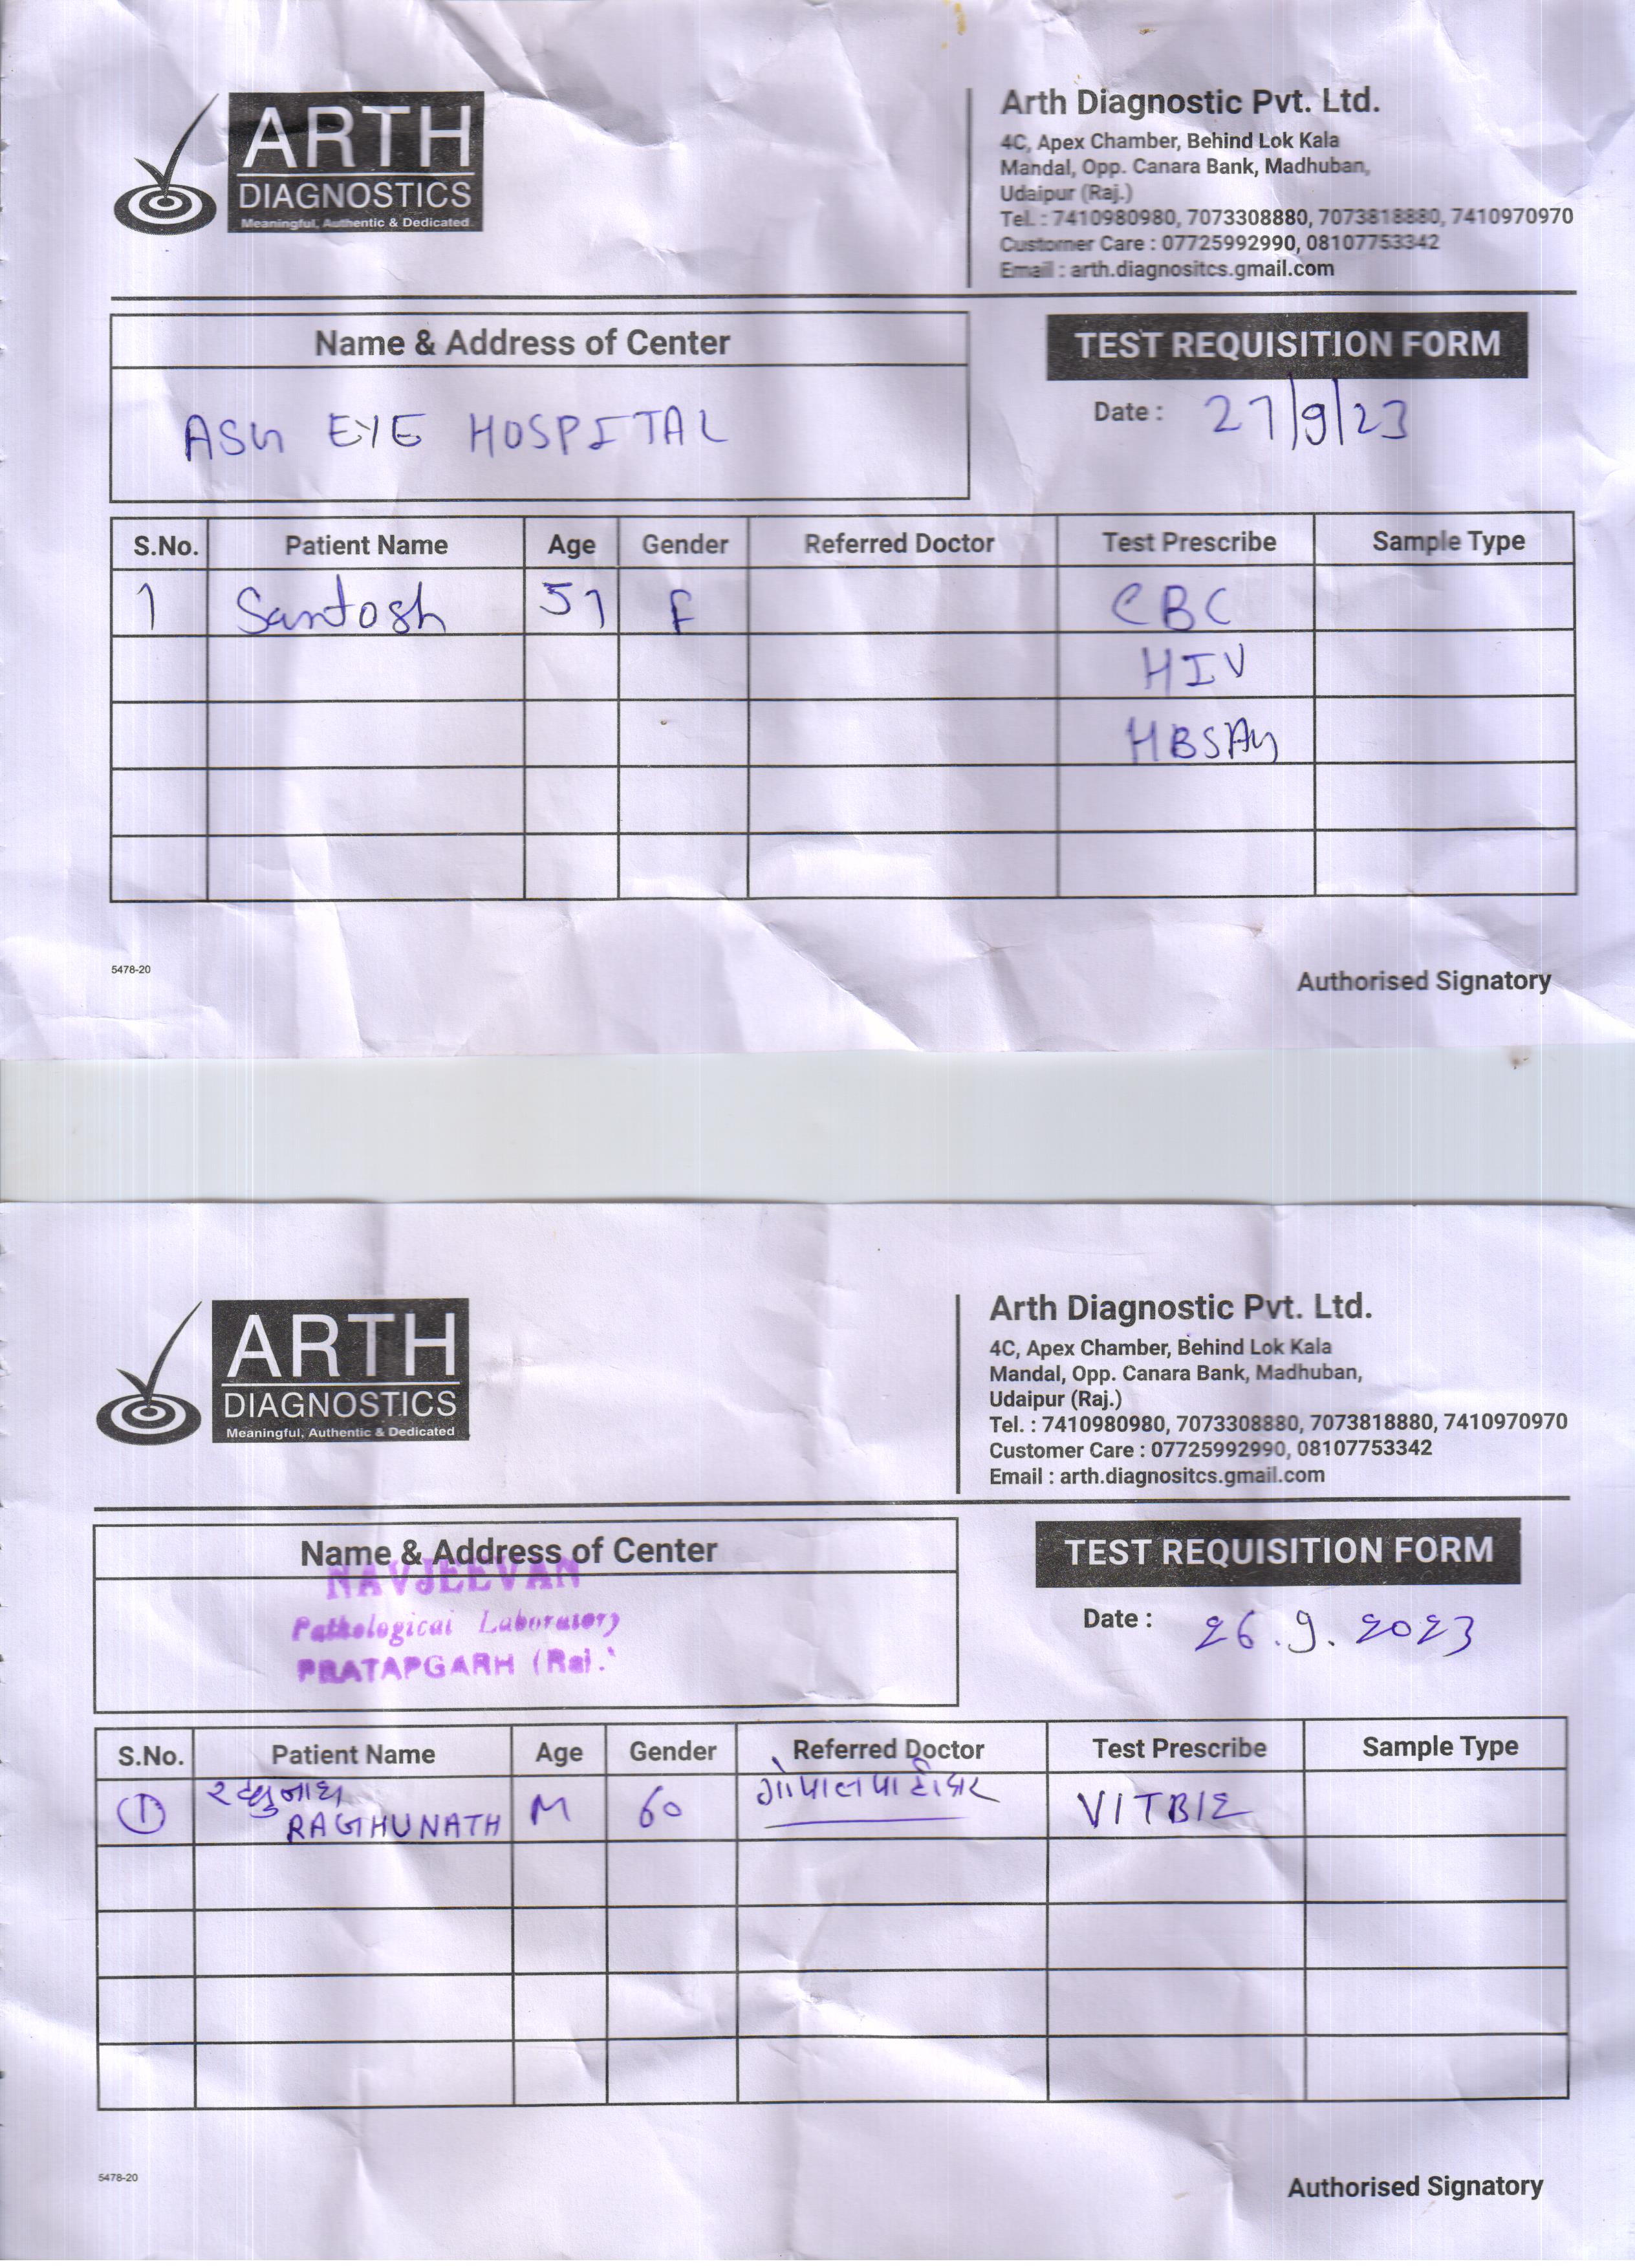 ARTH
DIAGNOSTICS
Meaningful, Authentic & Dedicated
Arth Diagnostic Pvt. Ltd.
4C, Apex Chamber, Behind Lok Kala
Mandal, Opp. Canara Bank, Madhuban,
Udaipur (Raj.)
Tel. : 7410980980, 7073308880, 7073818880, 7410970970
Customer Care : 07725992990, 08107753342
Email : arth.diagnositcs.gmail.com
Name & Address of Center
TEST REQUISITION FORM
ASG EYE HOSPITAL
Date : 27/9/23
S.No. Patient Name Age Gender Referred Doctor Test Prescribe Sample Type
1 Santosh 57 F CBC
HIV
HBSAg
5478-20
Authorised Signatory
ARTH
DIAGNOSTICS
Meaningful, Authentic & Dedicated
Arth Diagnostic Pvt. Ltd.
4C, Apex Chamber, Behind Lok Kala
Mandal, Opp. Canara Bank, Madhuban,
Udaipur (Raj.)
Tel. : 7410980980, 7073308880, 7073818880, 7410970970
Customer Care : 07725992990, 08107753342
Email : arth.diagnositcs.gmail.com
Name & Address of Center
TEST REQUISITION FORM
NAVJEEVAN
Pathological Laboratory
PRATAPGARH (Raj.
Date : 26.9.2023
S.No. Patient Name Age Gender Referred Doctor Test Prescribe Sample Type
1 रघुनाथ
RAGHUNATH M 60 VITB12
5478-20
Authorised Signatory